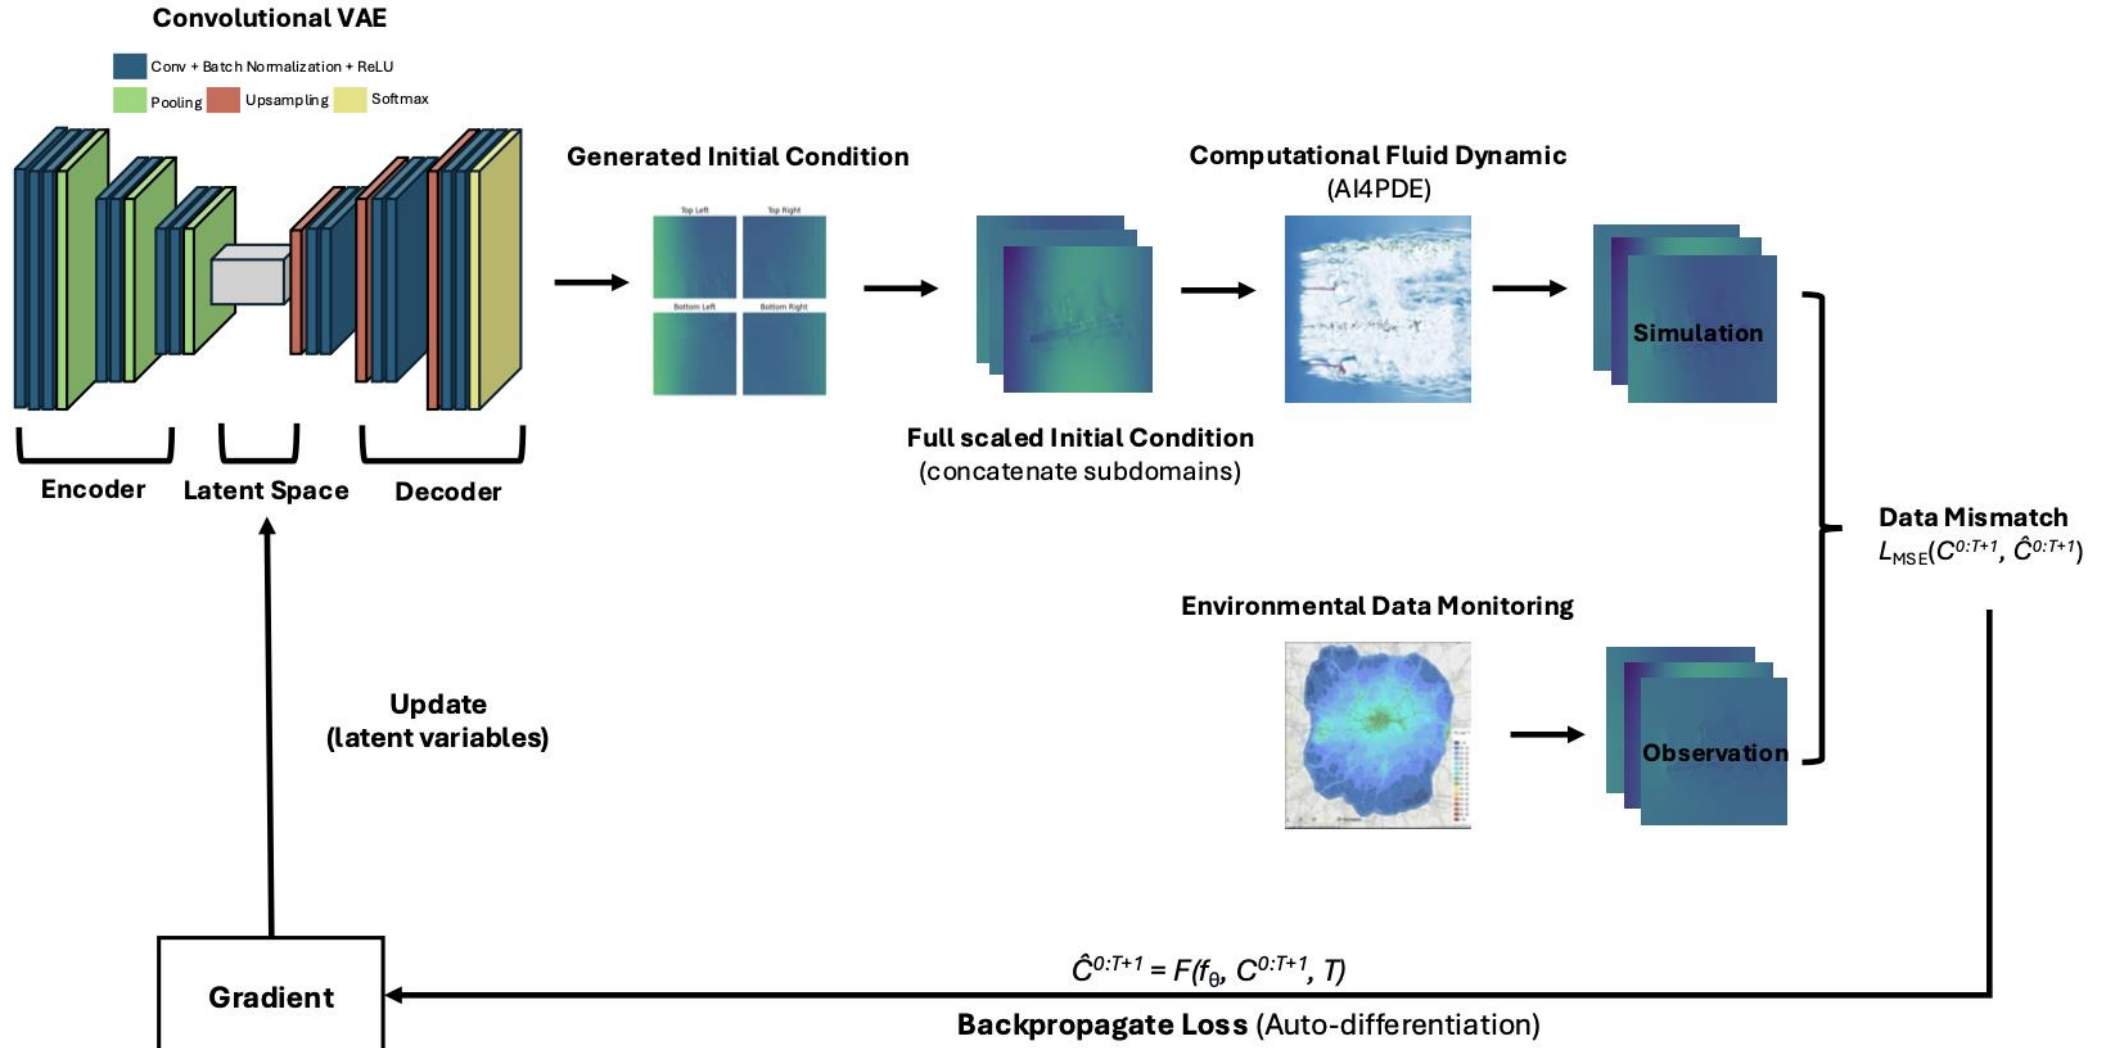 Convolutional VAE
Conv + Batch Normalization + ReLU
Pooling
Upsampling
Softmax
Encoder
Latent Space
Decoder
Generated Initial Condition
Top Left
Top Right
Bottom Left
Bottom Right
Full scaled Initial Condition
(concatenate subdomains)
Computational Fluid Dynamic
(AI4PDE)
Simulation
Environmental Data Monitoring
Observation
Data Mismatch
L_MSE(C^0:T+1, Ĉ^0:T+1)
Ĉ^0:T+1 = F(f_θ, C^0:T+1, T)
Backpropagate Loss (Auto-differentiation)
Gradient
Update
(latent variables)